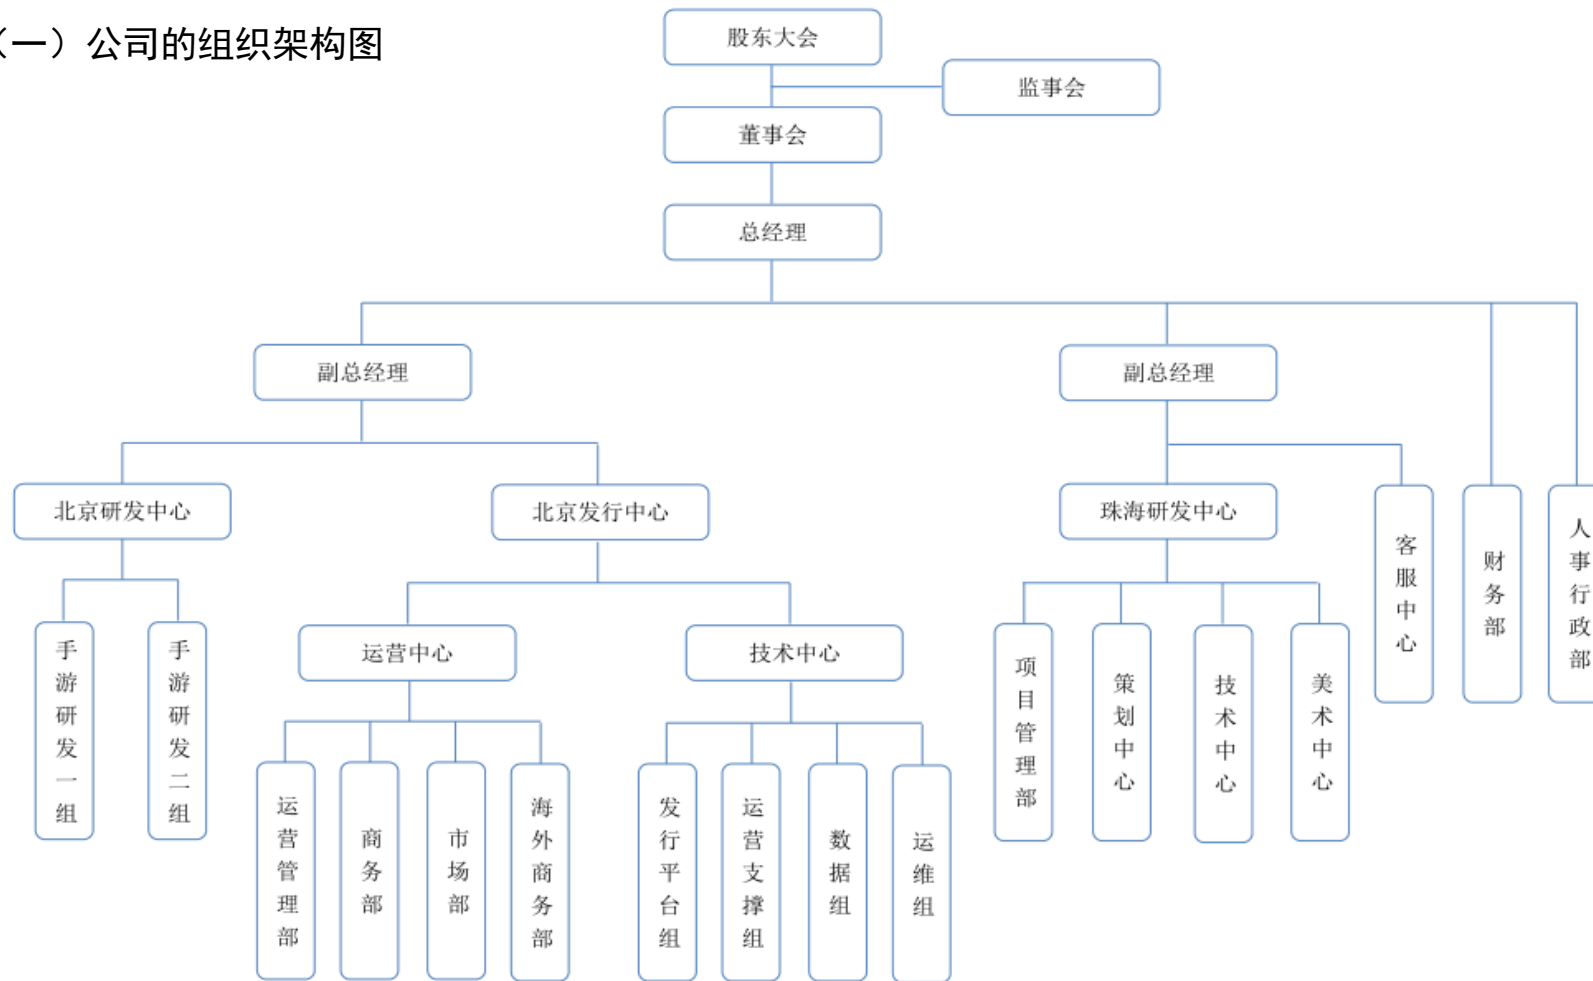 （一）公司的组织架构图
股东大会
监事会
董事会
总经理
副总经理
副总经理
北京研发中心
北京发行中心
珠海研发中心
客服中心
财务部
人事行政部
手游研发一组
手游研发二组
运营中心
技术中心
项目管理部
策划中心
技术中心
美术中心
运营管理部
商务部
市场部
海外商务部
发行平台组
运营支撑组
数据组
运维组